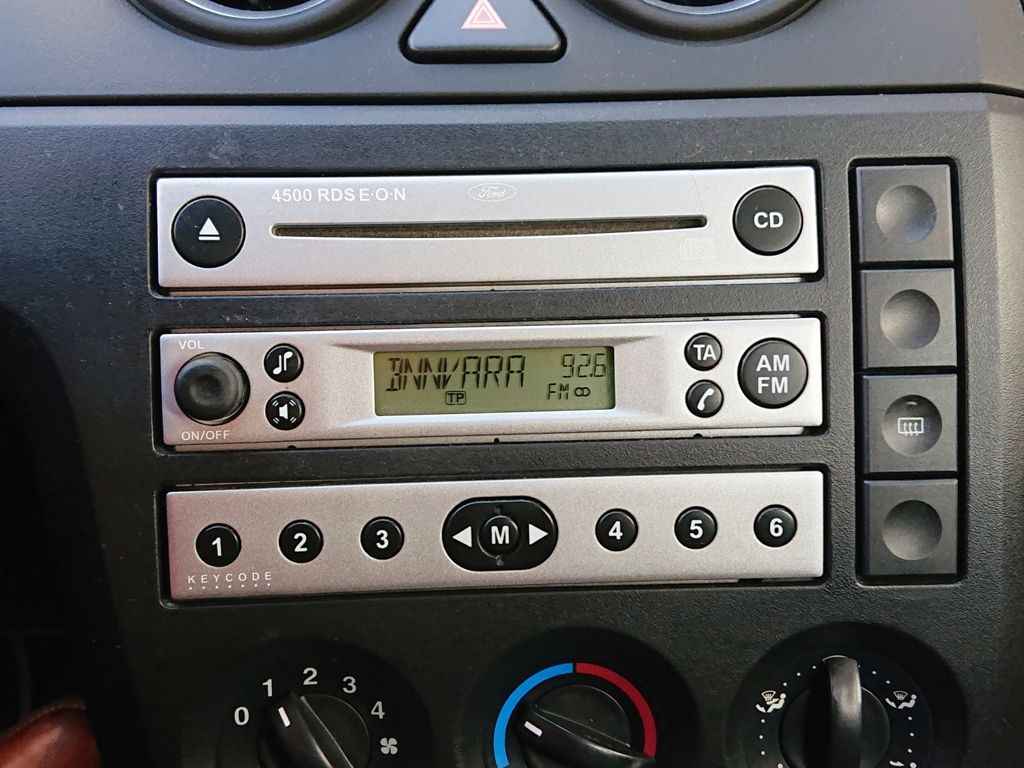 4500 RDS E·O·N
Ford
CD
VOL
ON/OFF
BNNVARA 92.6
TP FM
TA
AM
FM
1 2 3 M 4 5 6
KEYCODE
0 1 2 3 4